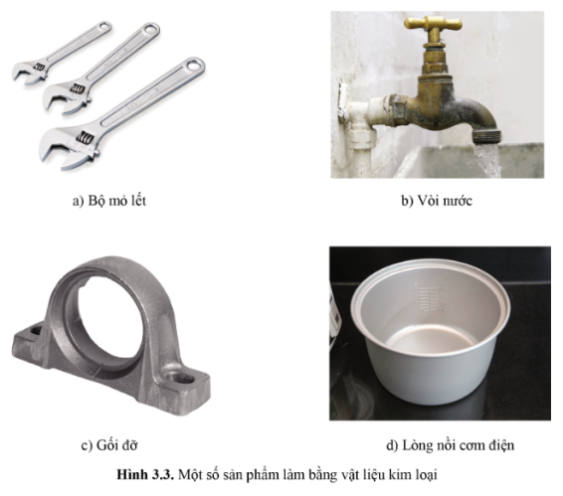 a) Bộ mỏ lết
b) Vòi nước
c) Gối đỡ
d) Lòng nồi cơm điện
Hình 3.3. Một số sản phẩm làm bằng vật liệu kim loại